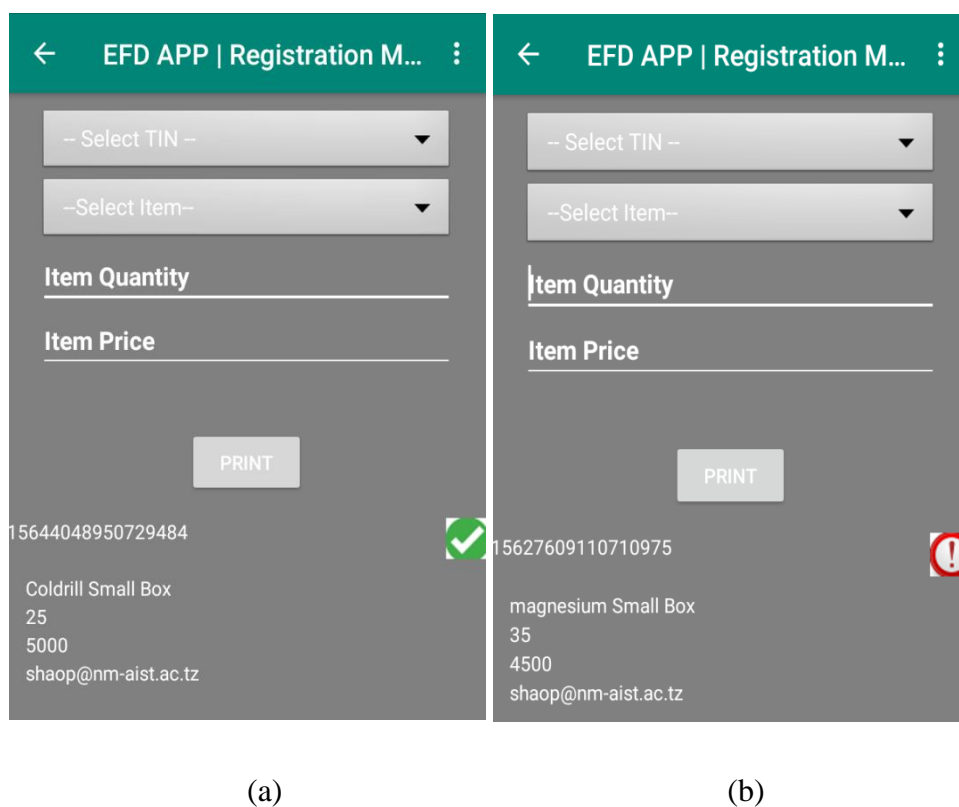 EFD APP | Registration M...
-- Select TIN --
--Select Item--
Item Quantity
Item Price
PRINT
15644048950729484
Coldrill Small Box
25
5000
shaop@nm-aist.ac.tz
(a)
EFD APP | Registration M...
-- Select TIN --
--Select Item--
Item Quantity
Item Price
PRINT
15627609110710975
magnesium Small Box
35
4500
shaop@nm-aist.ac.tz
(b)